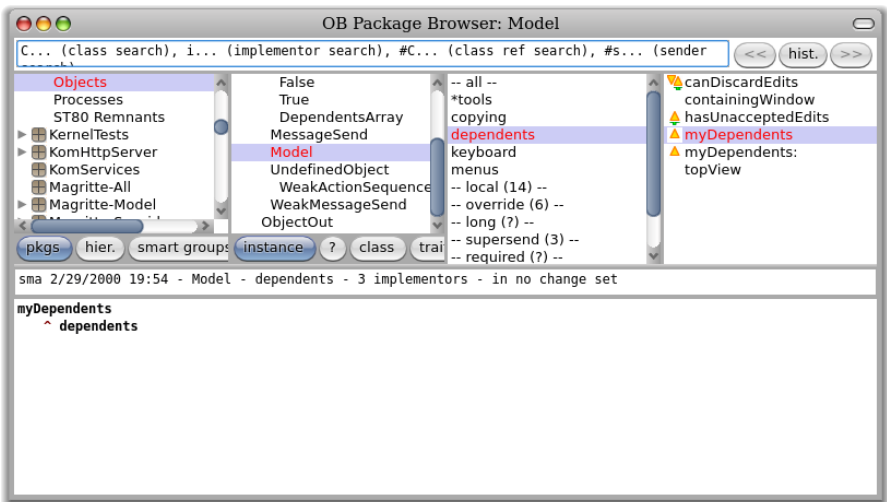 OB Package Browser: Model
C... (class search), i... (implementor search), #C... (class ref search), #s... (sender
search)
<<
hist.
>>
Objects
Processes
ST80 Remnants
KernelTests
KomHttpServer
KomServices
Magritte-All
Magritte-Model
False
True
DependentsArray
MessageSend
Model
UndefinedObject
WeakActionSequence
WeakMessageSend
ObjectOut
-- all --
*tools
copying
dependents
keyboard
menus
-- local (14) --
-- override (6) --
-- long (?) --
-- supersend (3) --
-- required (?) --
canDiscardEdits
containingWindow
hasUnacceptedEdits
myDependents
myDependents:
topView
pkgs
hier.
smart groups
instance
?
class
trai
sma 2/29/2000 19:54 - Model - dependents - 3 implementors - in no change set
myDependents
^ dependents